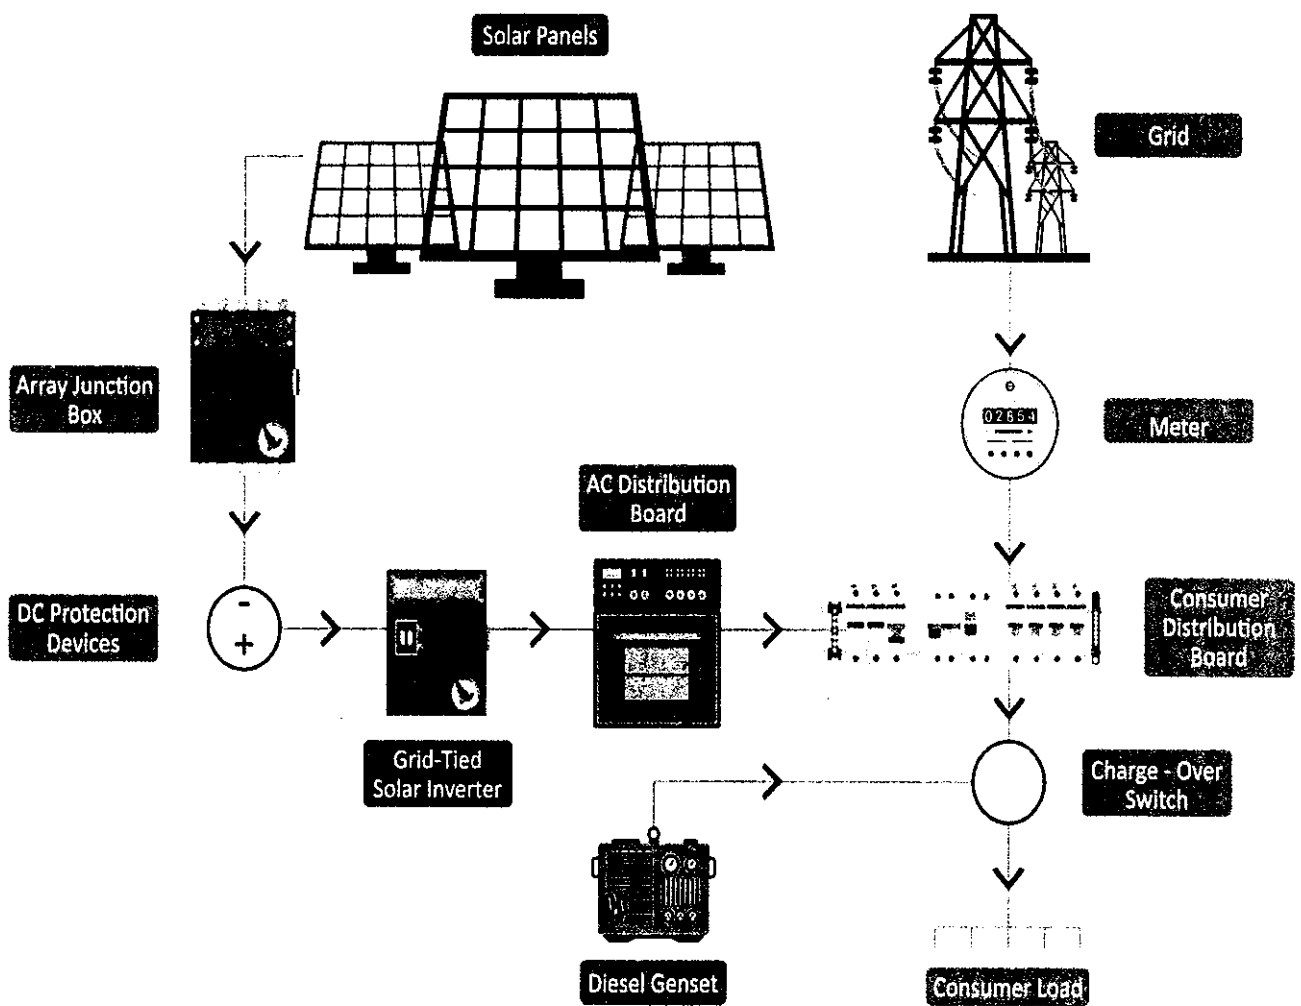 Solar Panels
Grid
Array Junction
Box
02654
Meter
AC Distribution
Board
DC Protection
Devices
Consumer
Distribution
Board
Grid-Tied
Solar Inverter
Charge - Over
Switch
Diesel Genset
Consumer Load